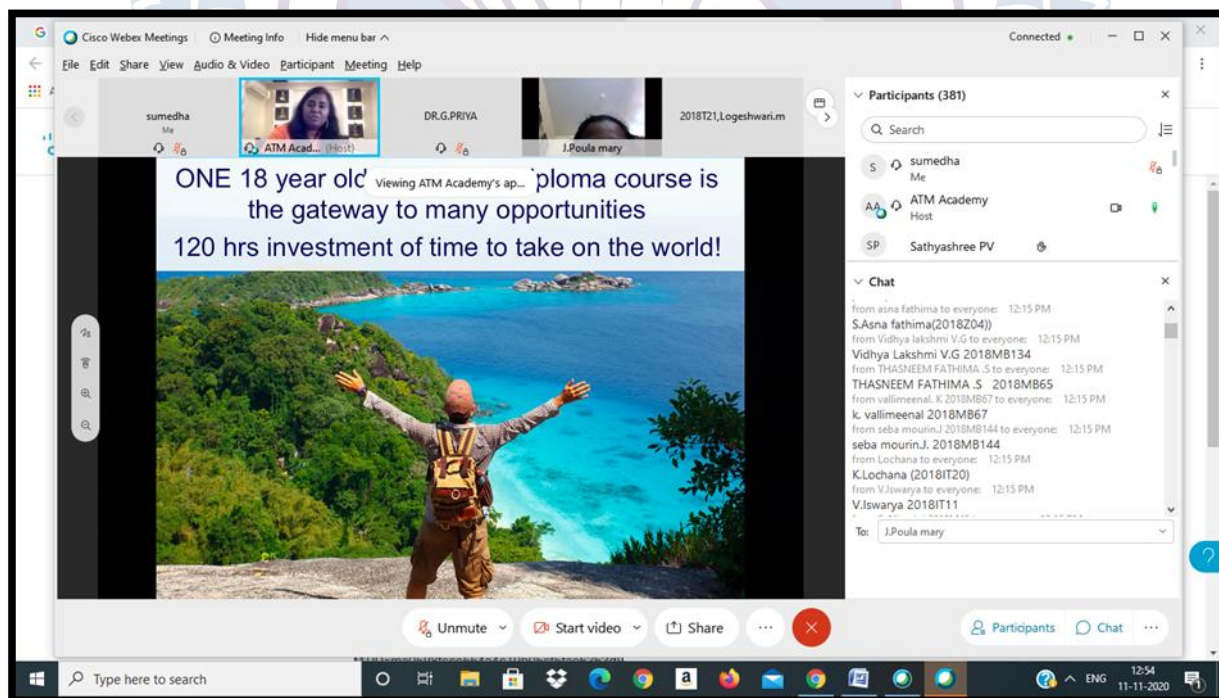 Cisco Webex Meetings Meeting Info Hide menu bar Connected
File Edit Share View Audio & Video Participant Meeting Help
sumedha
Me
ATM Acad... (Host)
DR.G.PRIYA
J.Poula mary
2018T21,Logeshwari.m
ONE 18 year old ploma course is
Viewing ATM Academy's ap...
the gateway to many opportunities
120 hrs investment of time to take on the world!
Participants (381)
Search
S sumedha
Me
AA ATM Academy
Host
SP Sathyashree PV
Chat
from asna fathima to everyone: 12:15 PM
S.Asna fathima(2018Z04))
from Vidhya lakshmi V.G to everyone: 12:15 PM
Vidhya Lakshmi V.G 2018MB134
from THASNEEM FATHIMA .S to everyone: 12:15 PM
THASNEEM FATHIMA .S 2018MB65
from vallimeenal. K 2018MB67 to everyone: 12:15 PM
k. vallimeenal 2018MB67
from seba mourin.J 2018MB144 to everyone: 12:15 PM
seba mourin.J. 2018MB144
from Lochana to everyone: 12:15 PM
K.Lochana (2018IT20)
from V.Iswarya to everyone: 12:15 PM
V.Iswarya 2018IT11
To: J.Poula mary
Unmute Start video Share
Participants Chat
Type here to search
ENG
12:54
11-11-2020